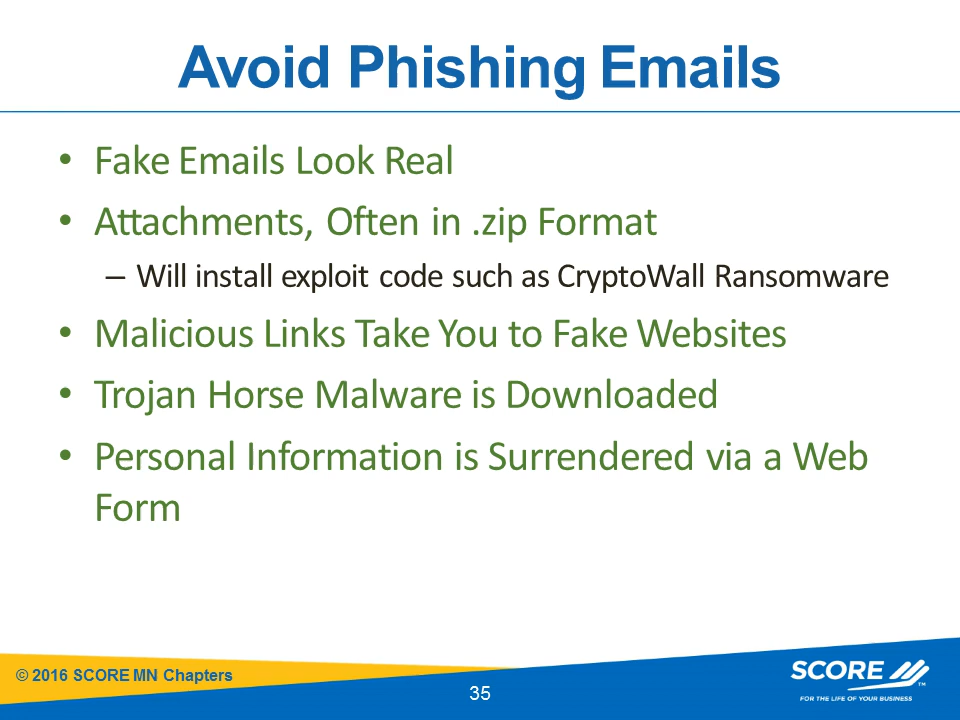 Avoid Phishing Emails
• Fake Emails Look Real
• Attachments, Often in .zip Format
– Will install exploit code such as CryptoWall Ransomware
• Malicious Links Take You to Fake Websites
• Trojan Horse Malware is Downloaded
• Personal Information is Surrendered via a Web
Form
© 2016 SCORE MN Chapters
35
SCORE™
FOR THE LIFE OF YOUR BUSINESS